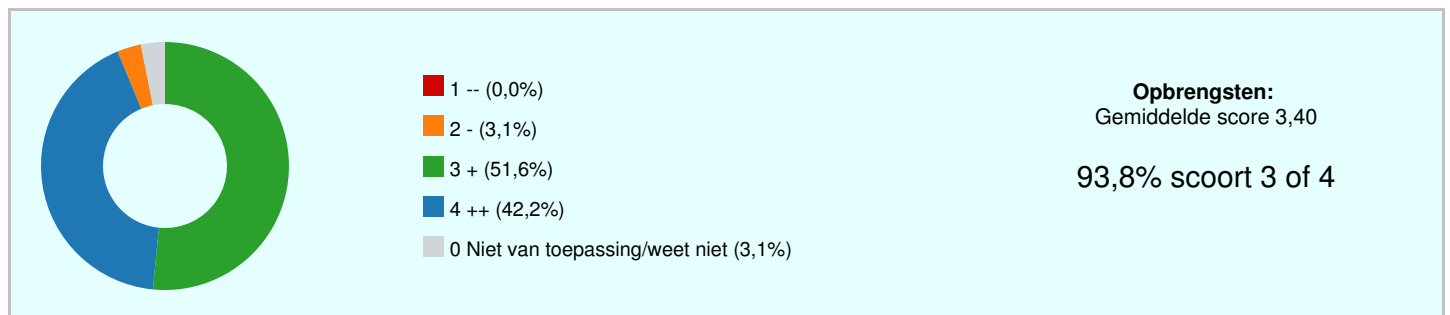 1 -- (0,0%)
2 - (3,1%)
3 + (51,6%)
4 ++ (42,2%)
0 Niet van toepassing/weet niet (3,1%)
Opbrengsten:
Gemiddelde score 3,40
93,8% scoort 3 of 4